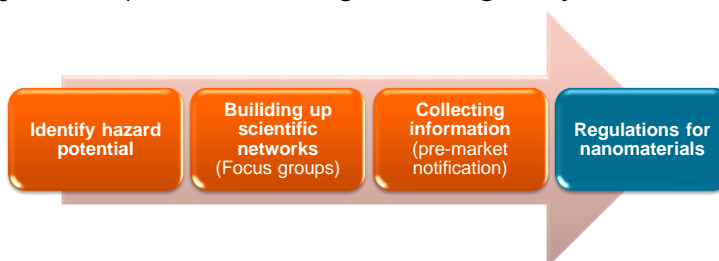 Identify hazard
potential
Builiding up
scientific
networks
(Focus groups)
Collecting
information
(pre-market
notification)
Regulations for
nanomaterials